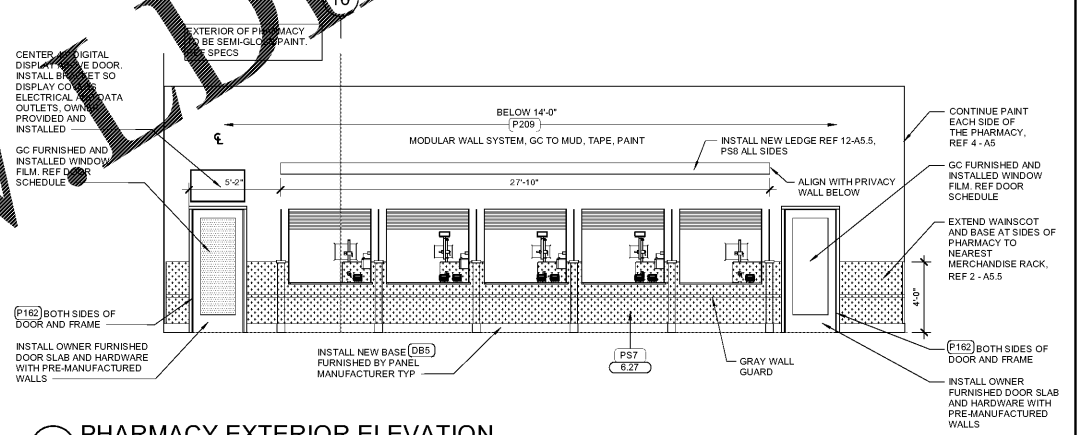 10
EXTERIOR OF PHARMACY
TO BE SEMI-GLOSS PAINT.
SEE SPECS
CENTER DIGITAL
DISPLAY ABOVE DOOR.
INSTALL BRACKET SO
DISPLAY COVERS
ELECTRICAL AND DATA
OUTLETS, OWNER
PROVIDED AND
INSTALLED
GC FURNISHED AND
INSTALLED WINDOW
FILM. REF DOOR
SCHEDULE
BELOW 14'-0"
P209
MODULAR WALL SYSTEM, GC TO MUD, TAPE, PAINT
INSTALL NEW LEDGE REF 12-A5.5,
PS8 ALL SIDES
5'-2"
27'-10"
ALIGN WITH PRIVACY
WALL BELOW
CONTINUE PAINT
EACH SIDE OF
THE PHARMACY,
REF 4 - A5
GC FURNISHED AND
INSTALLED WINDOW
FILM. REF DOOR
SCHEDULE
EXTEND WAINSCOT
AND BASE AT SIDES OF
PHARMACY TO
NEAREST
MERCHANDISE RACK,
REF 2 - A5.5
4'-0"
P162 BOTH SIDES OF
DOOR AND FRAME
INSTALL OWNER FURNISHED
DOOR SLAB AND HARDWARE
WITH PRE-MANUFACTURED
WALLS
INSTALL NEW BASE DB5
FURNISHED BY PANEL
MANUFACTURER TYP
PS7
6.27
GRAY WALL
GUARD
P162 BOTH SIDES OF
DOOR AND FRAME
INSTALL OWNER
FURNISHED DOOR SLAB
AND HARDWARE WITH
PRE-MANUFACTURED
WALLS
PHARMACY EXTERIOR ELEVATION